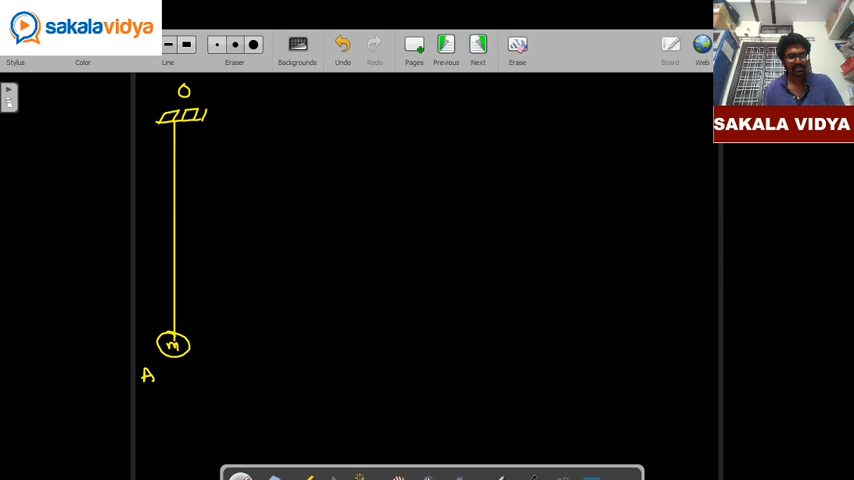 sakalavidya
Stylus
Color
Line
Eraser
Backgrounds
Undo
Redo
Pages
Previous
Next
Erase
Board
Web
SAKALA VIDYA
O
m
A